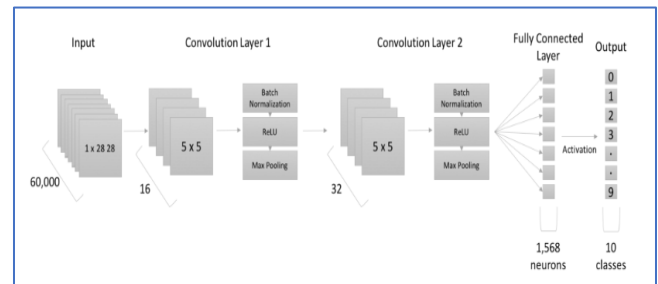 Input
Convolution Layer 1
Convolution Layer 2
Fully Connected
Layer
Output
1 x 28 28
60,000
5 x 5
16
Batch
Normalization
ReLU
Max Pooling
5 x 5
32
Batch
Normalization
ReLU
Max Pooling
Activation
0
1
2
3
.
.
9
1,568
neurons
10
classes